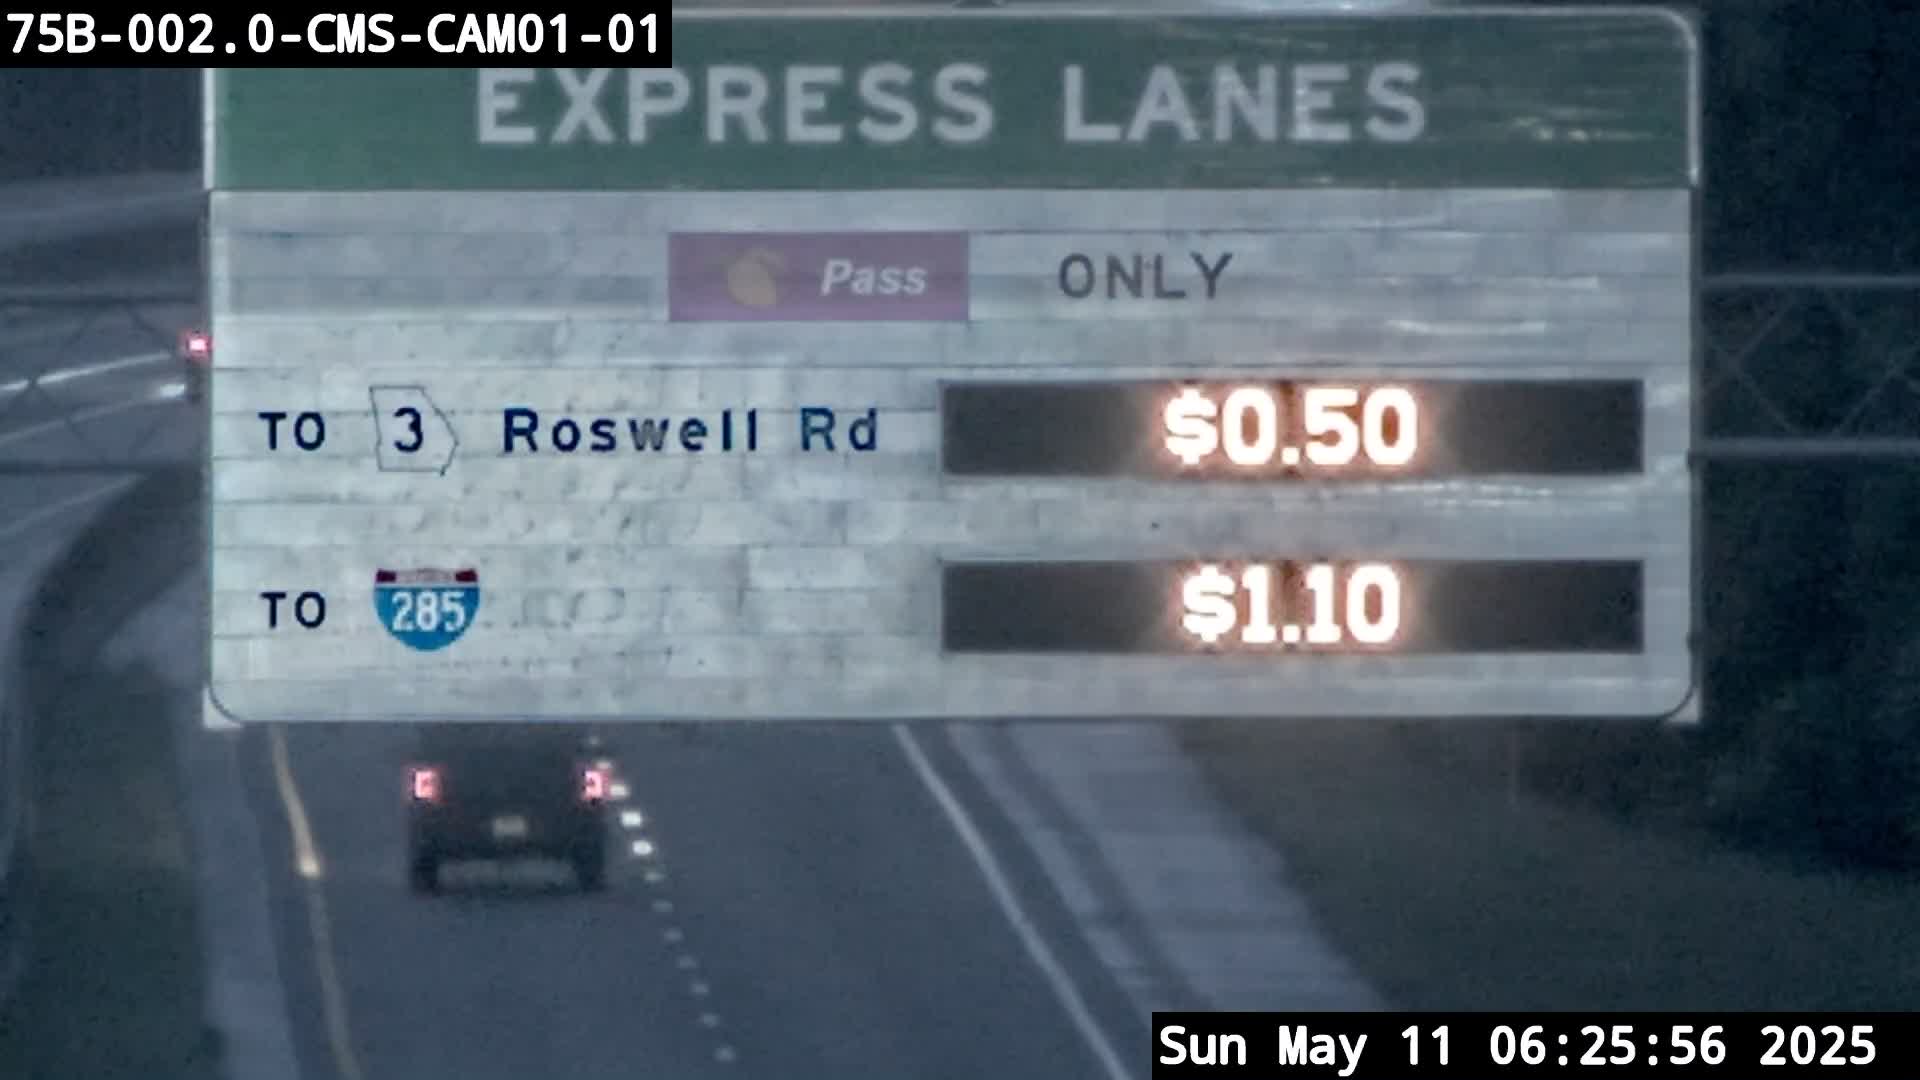 75B-002.0-CMS-CAM01-01
EXPRESS LANES
Pass ONLY
TO 3 Roswell Rd $0.50
TO 285 $1.10
Sun May 11 06:25:56 2025